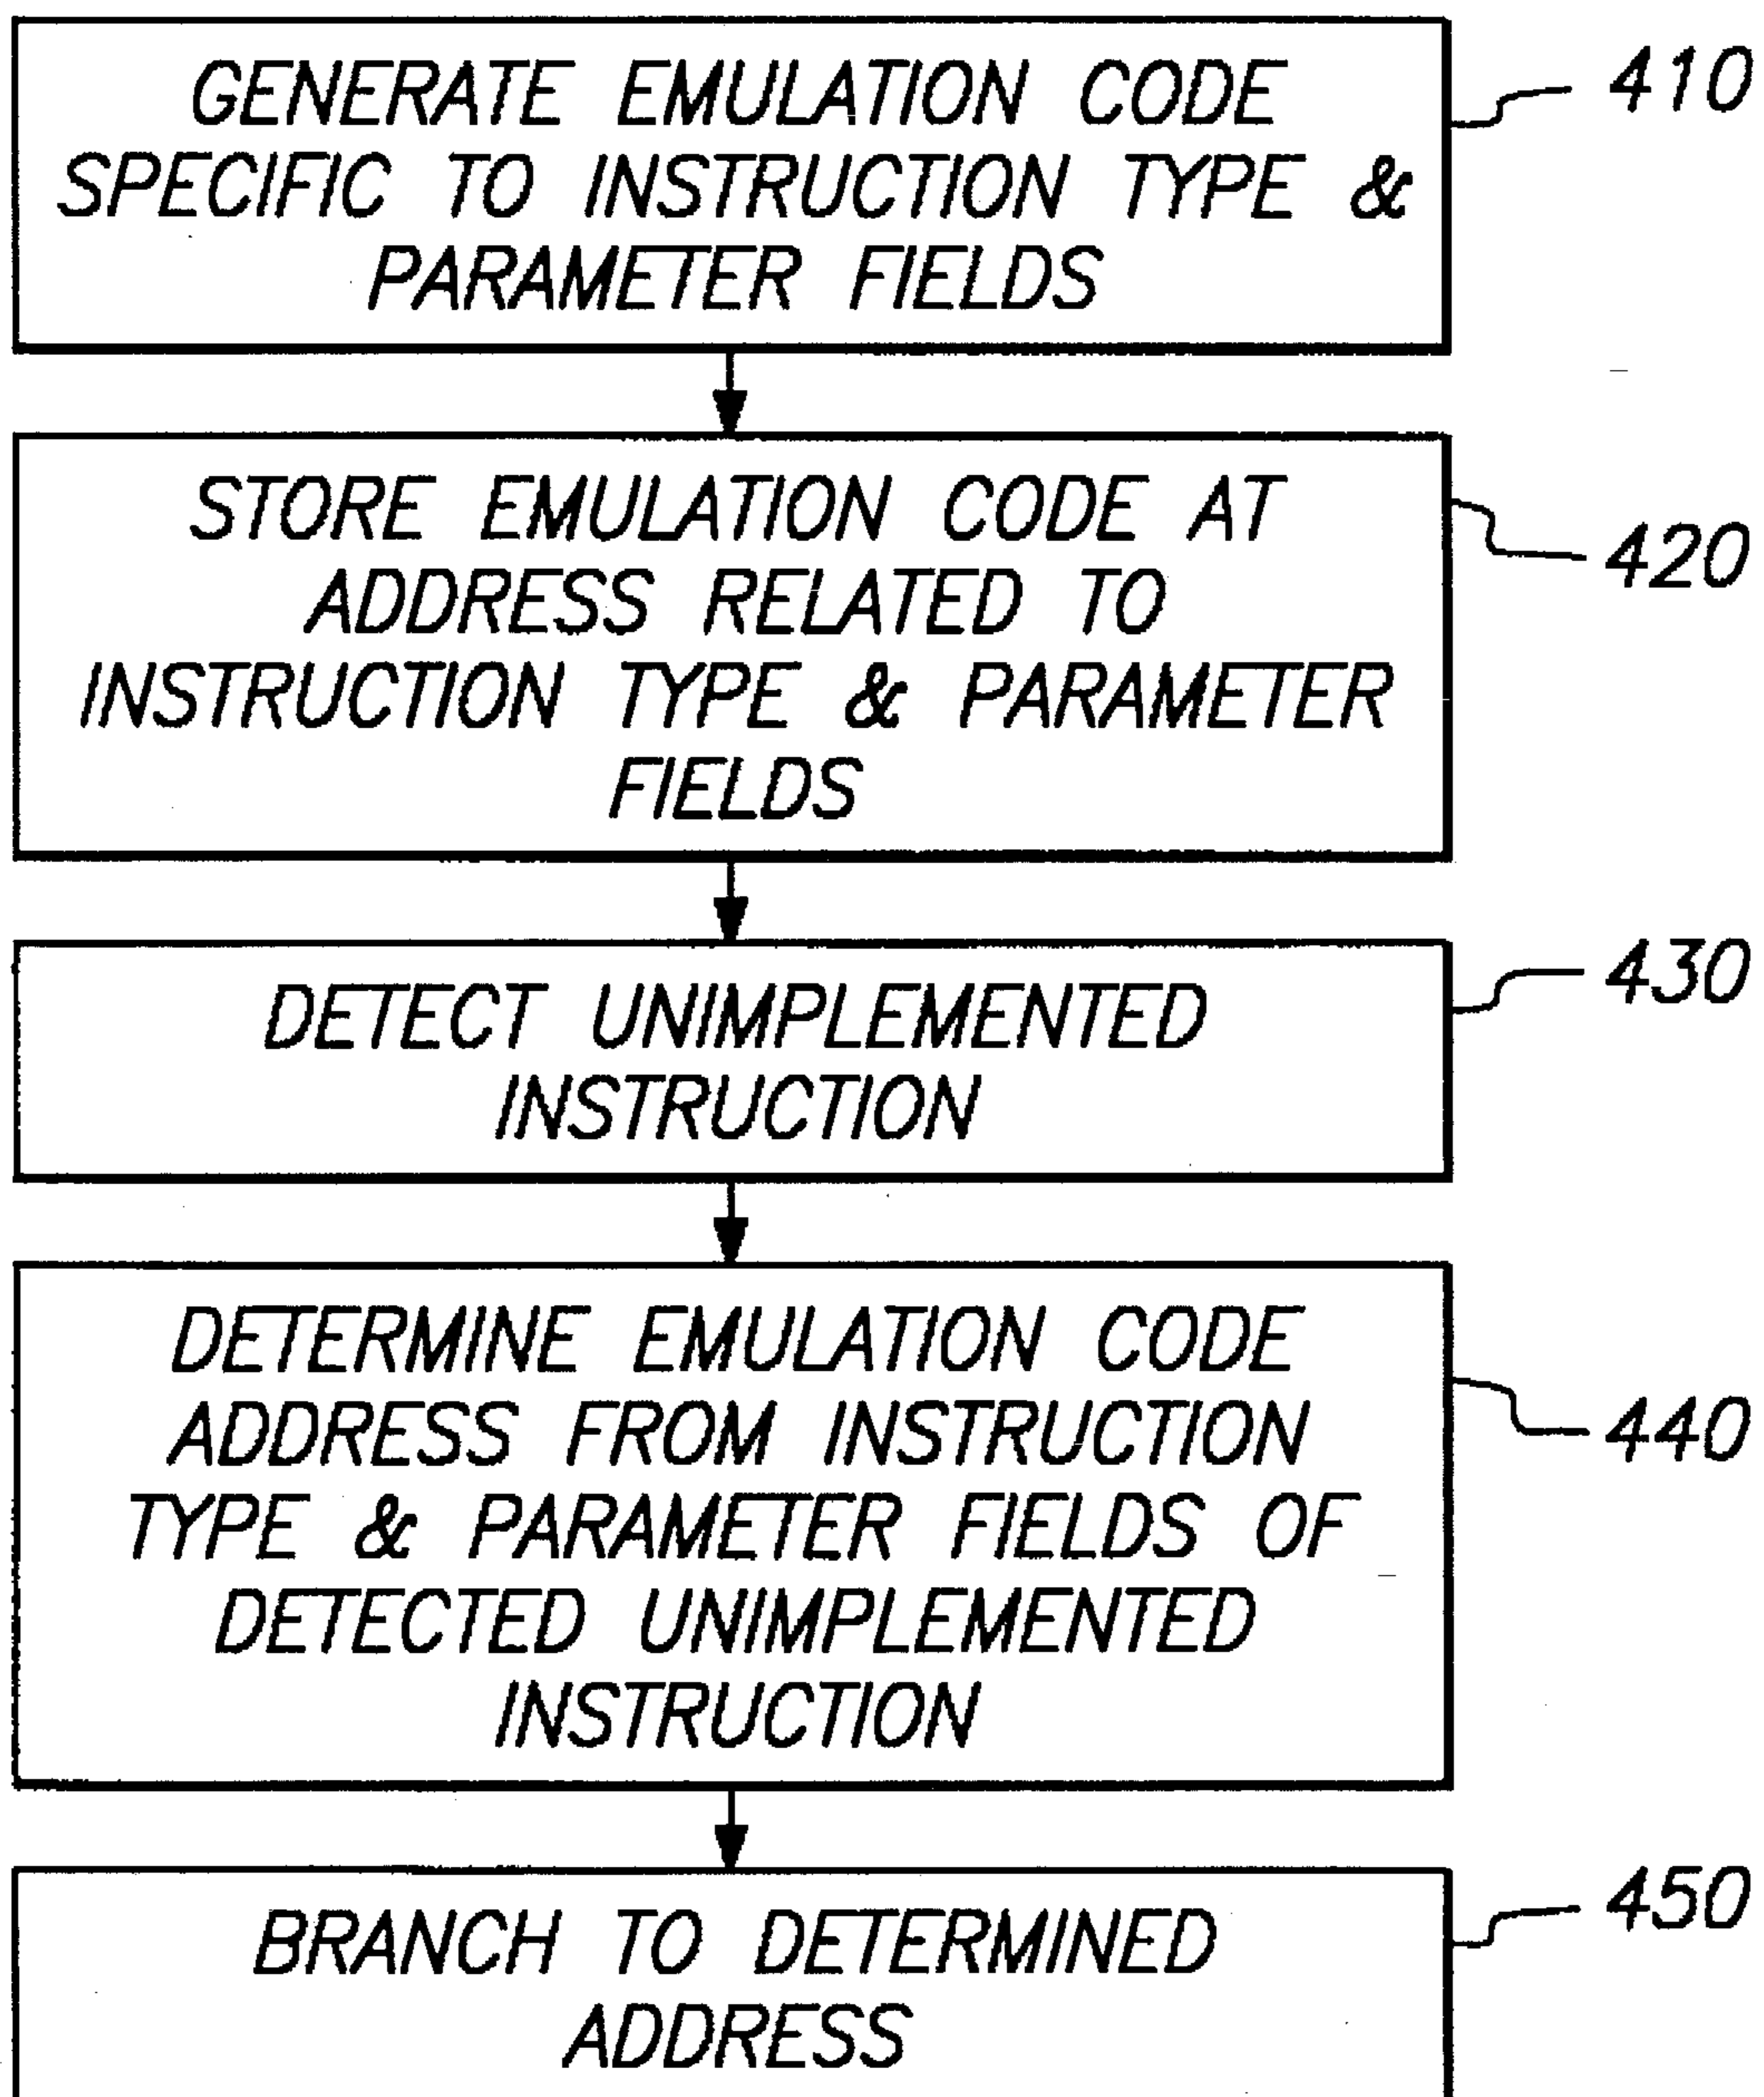 GENERATE EMULATION CODE
SPECIFIC TO INSTRUCTION TYPE &
PARAMETER FIELDS
410
STORE EMULATION CODE AT
ADDRESS RELATED TO
INSTRUCTION TYPE & PARAMETER
FIELDS
420
DETECT UNIMPLEMENTED
INSTRUCTION
430
DETERMINE EMULATION CODE
ADDRESS FROM INSTRUCTION
TYPE & PARAMETER FIELDS OF
DETECTED UNIMPLEMENTED
INSTRUCTION
440
BRANCH TO DETERMINED
ADDRESS
450